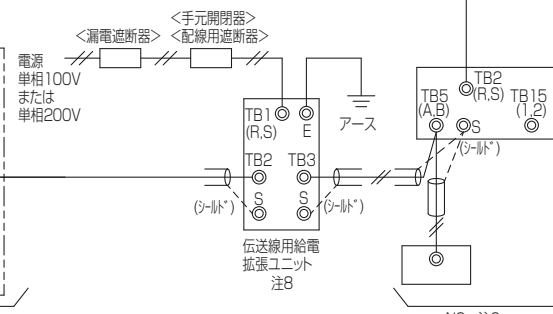 <手元開閉器>
<漏電遮断器>
<配線用遮断器>
電源
単相100V
または
単相200V
TB1
(R,S)
E
アース
TB2
(R,S)
TB5
(A,B)
TB15
(1,2)
S
(シールド)
TB2
TB3
S
(シールド)
S
(シールド)
伝送線用給電
拡張ユニット
注8